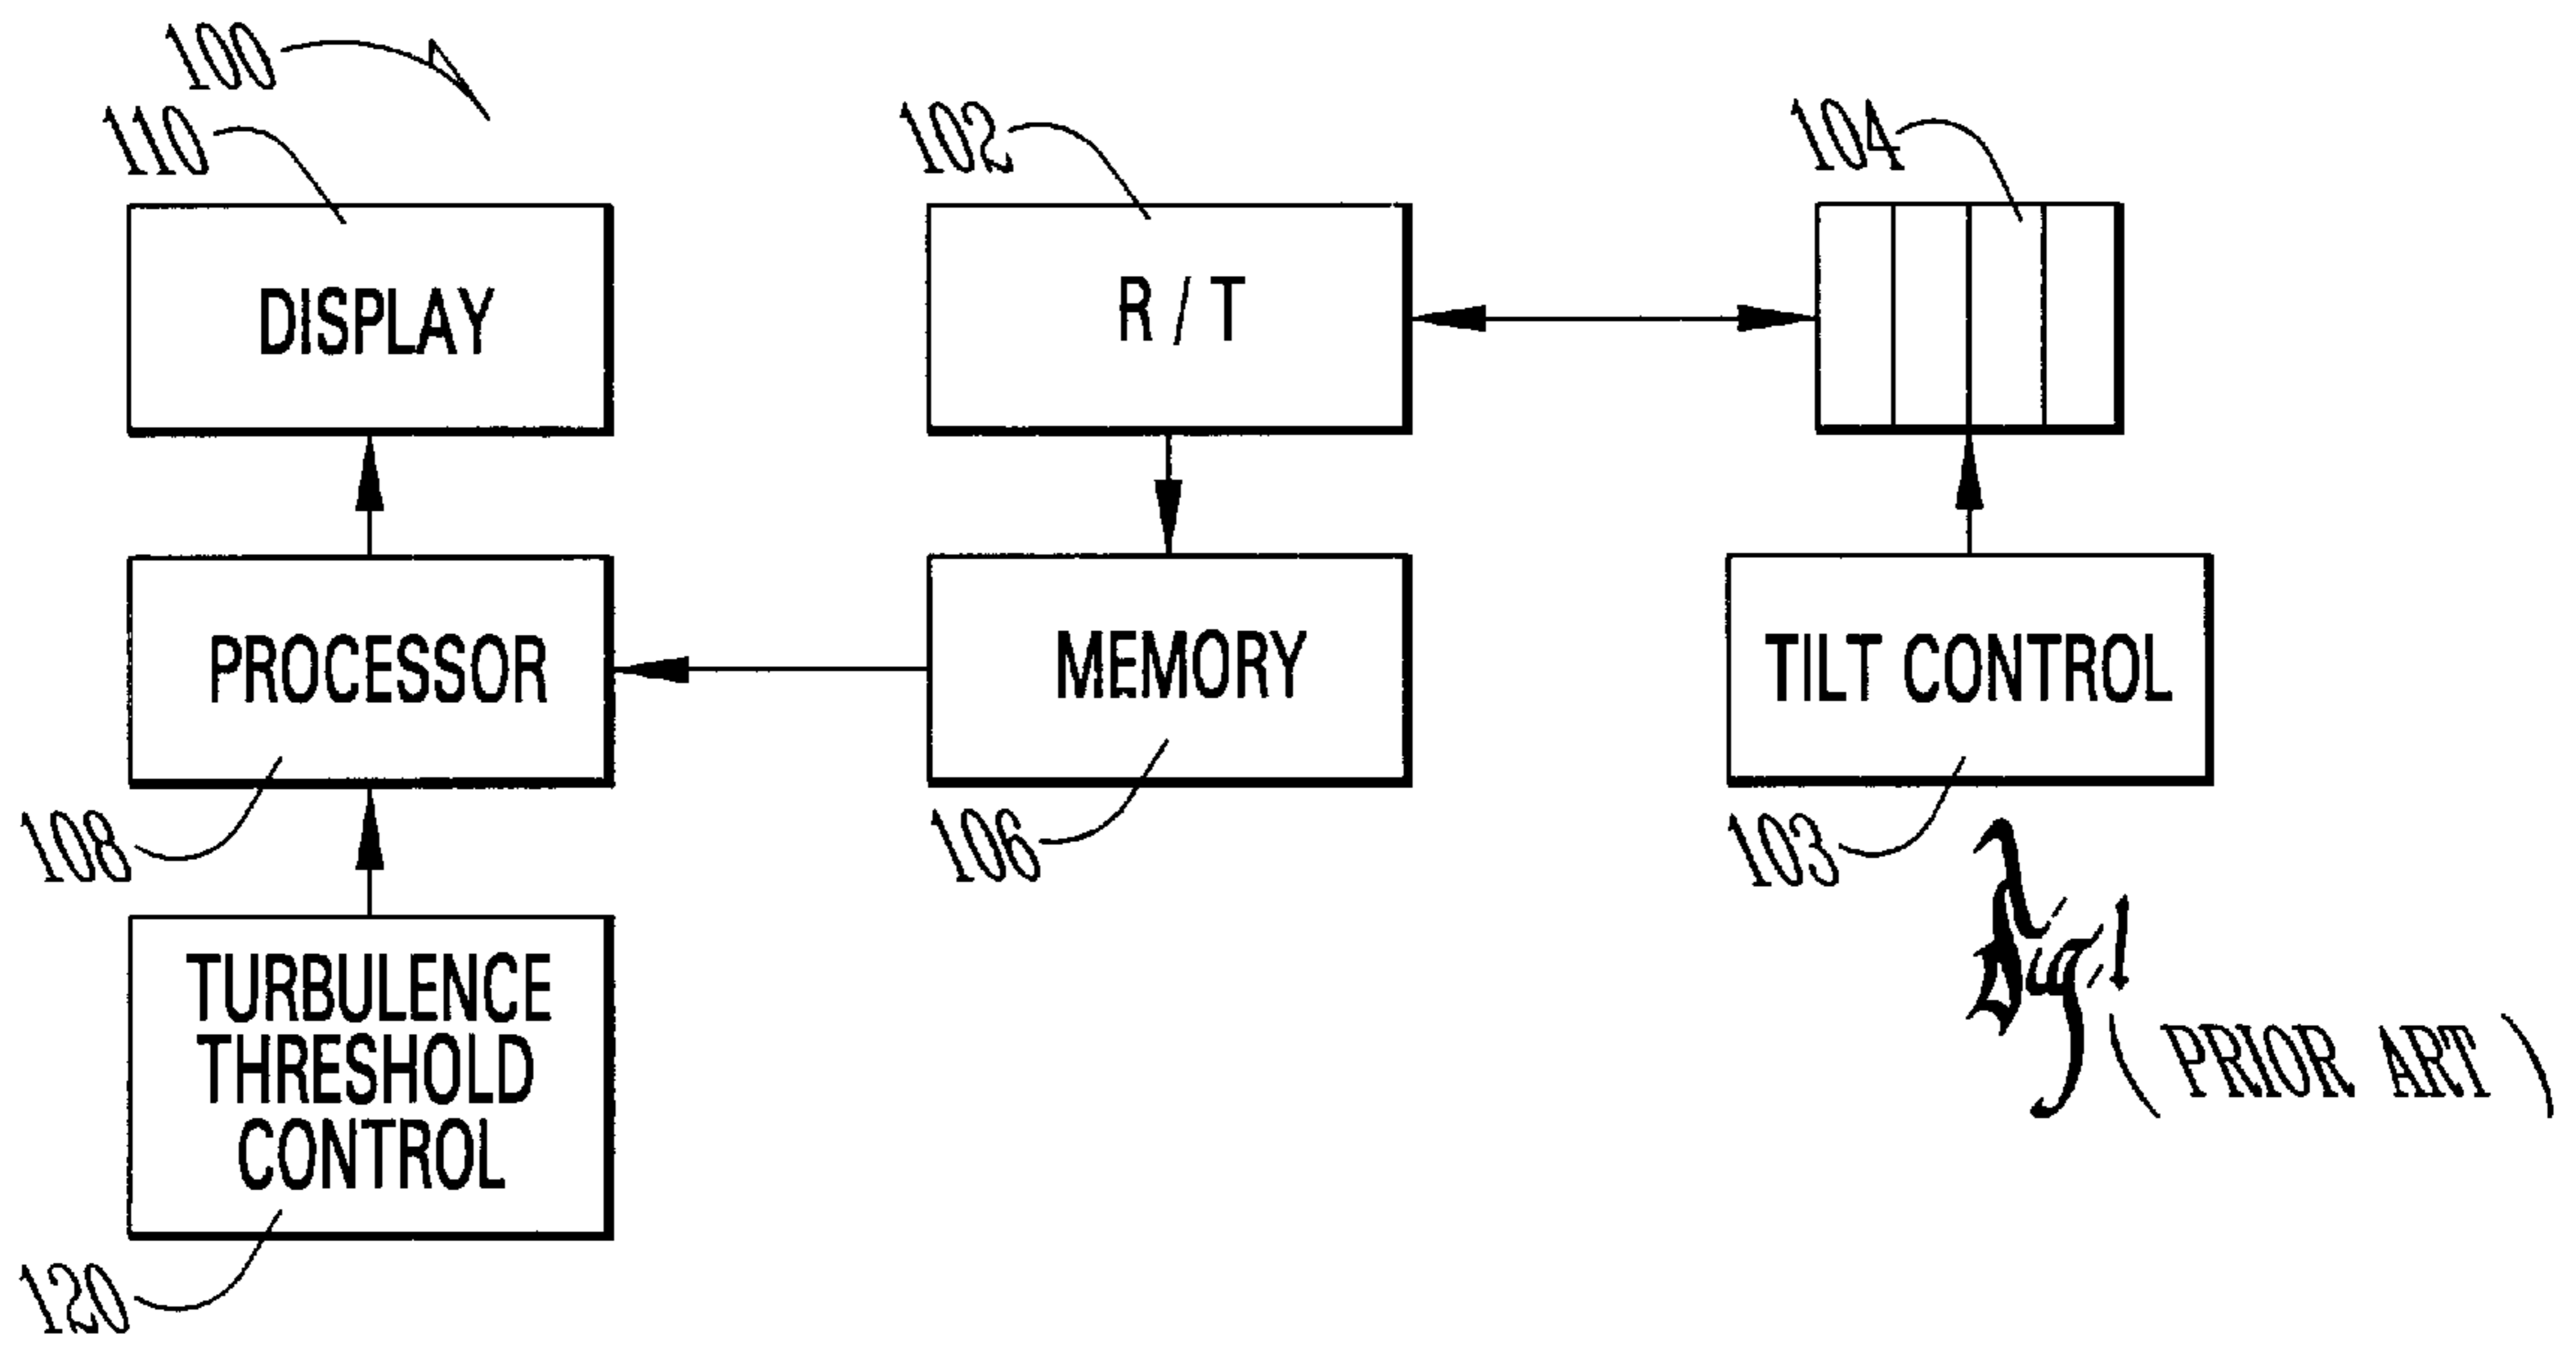 100
110
102
104
DISPLAY
R / T
PROCESSOR
MEMORY
TILT CONTROL
108
106
103
TURBULENCE
THRESHOLD
CONTROL
120
Fig. 1
( PRIOR ART )